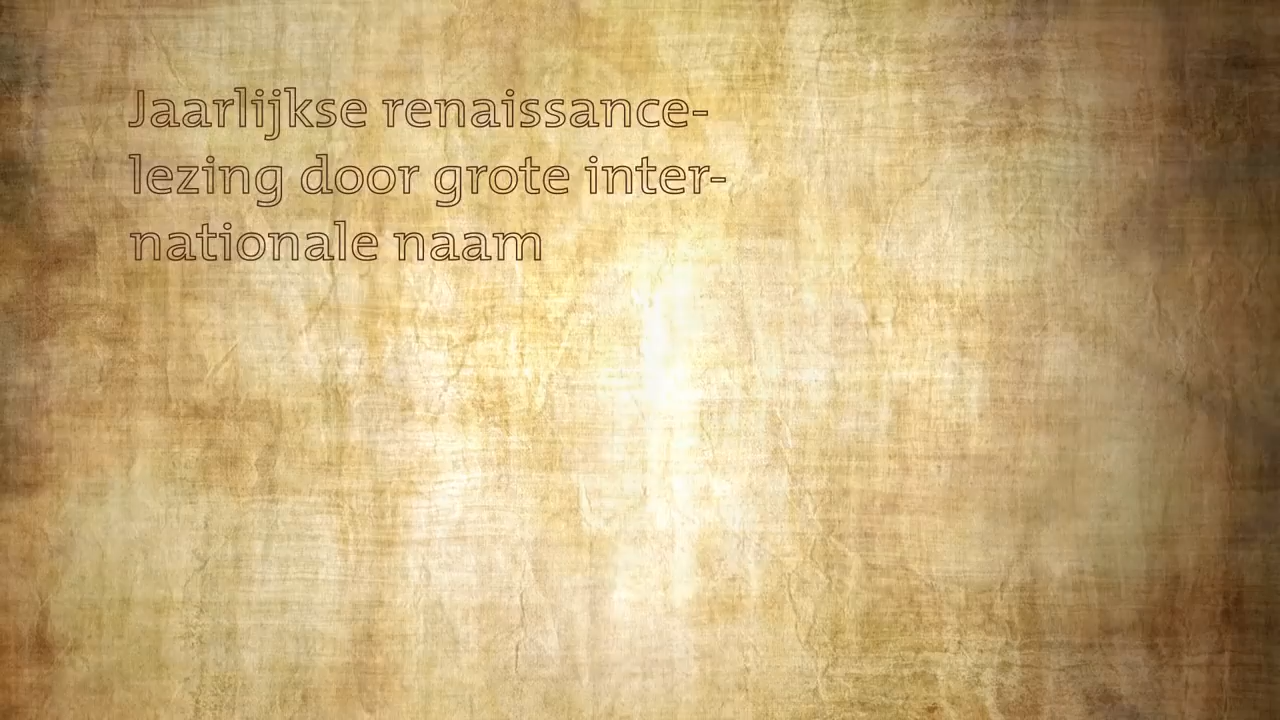 Jaarlijkse renaissance-
lezing door grote inter-
nationale naam